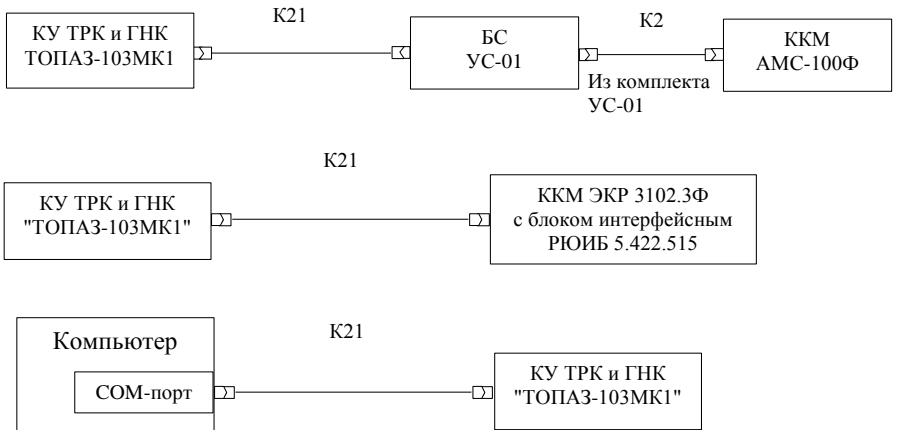 К21
К2
КУ ТРК и ГНК
ТОПАЗ-103МК1
БС
УС-01
ККМ
АМС-100Ф
Из комплекта
УС-01
К21
КУ ТРК и ГНК
"ТОПАЗ-103МК1"
ККМ ЭКР 3102.3Ф
с блоком интерфейсным
РЮИБ 5.422.515
К21
Компьютер
COM-порт
КУ ТРК и ГНК
"ТОПАЗ-103МК1"